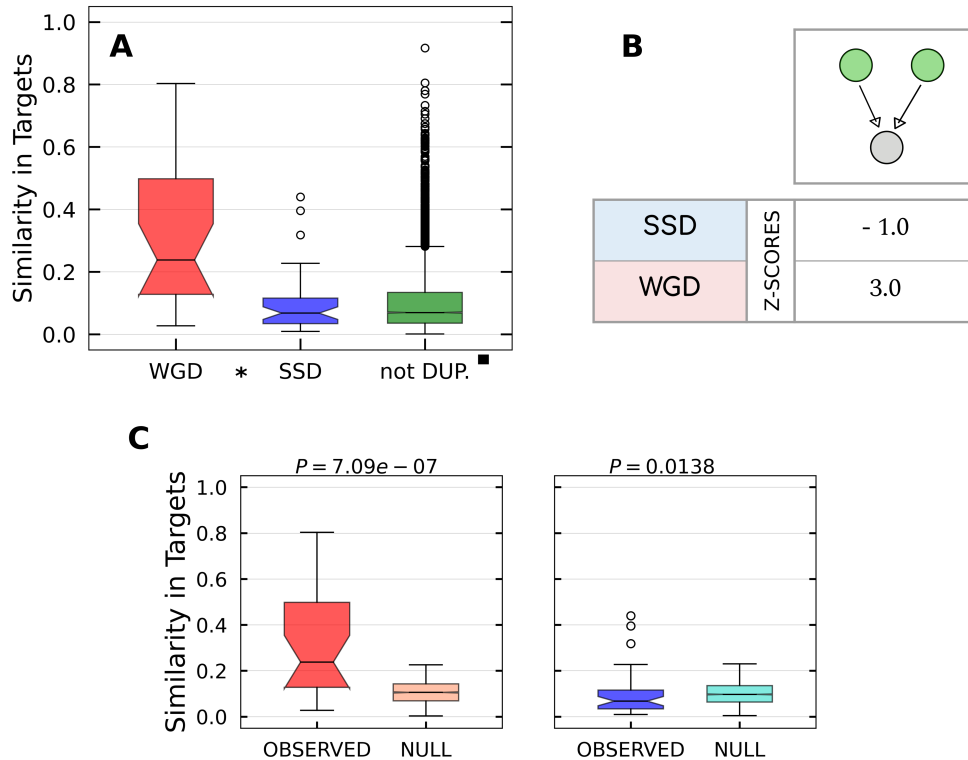 A
Similarity in Targets
1.0
0.8
0.6
0.4
0.2
0.0
WGD * SSD not DUP. ■
B
SSD
WGD
Z-SCORES
- 1.0
3.0
C
P = 7.09e − 07
P = 0.0138
Similarity in Targets
1.0
0.8
0.6
0.4
0.2
0.0
OBSERVED NULL
OBSERVED NULL